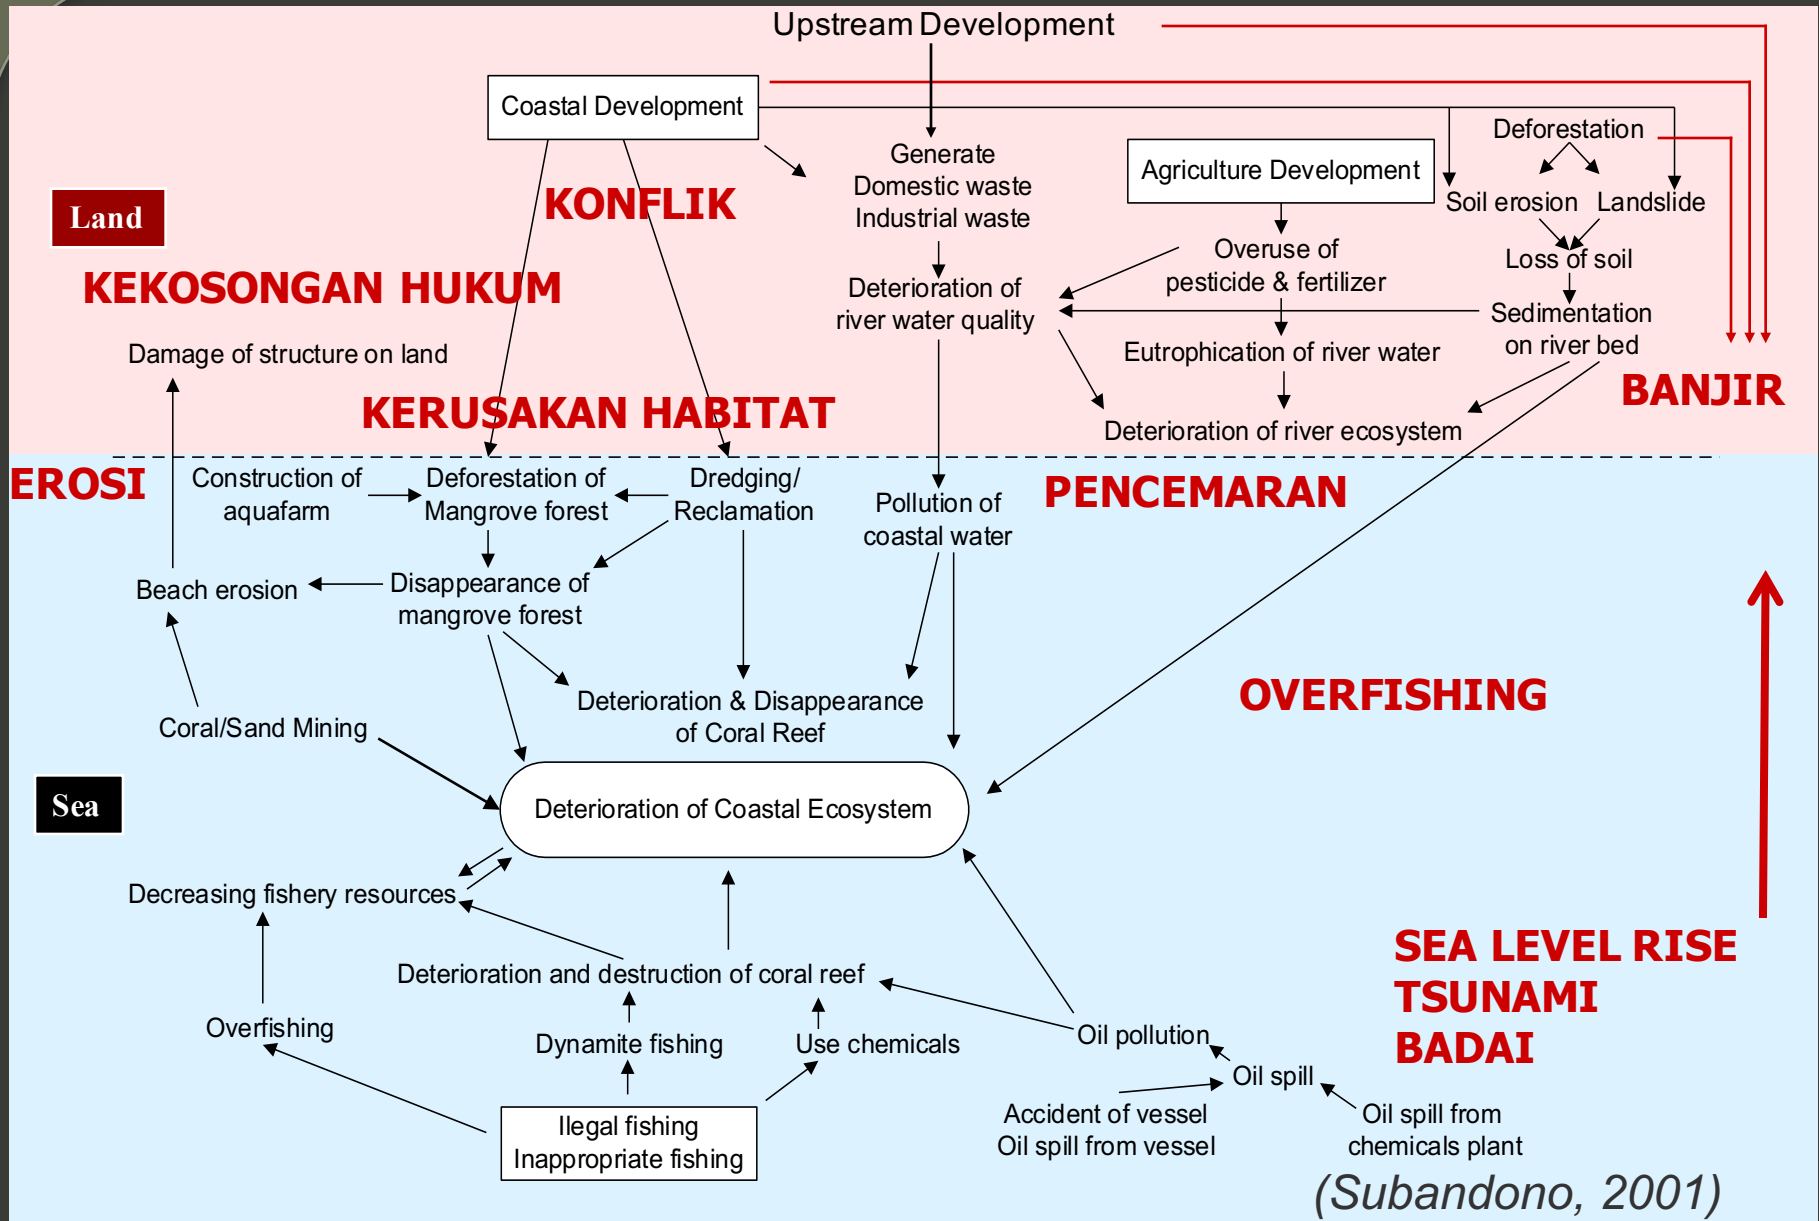 Upstream Development
Coastal Development
Generate
Domestic waste
Industrial waste
Agriculture Development
Deforestation
Soil erosion
Landslide
Land
KONFLIK
KEKOSONGAN HUKUM
Overuse of
pesticide & fertilizer
Loss of soil
Deterioration of
river water quality
Sedimentation
on river bed
Damage of structure on land
Eutrophication of river water
KERUSAKAN HABITAT
BANJIR
Deterioration of river ecosystem
EROSI
Construction of
aquafarm
Deforestation of
Mangrove forest
Dredging/
Reclamation
Pollution of
coastal water
PENCEMARAN
Beach erosion
Disappearance of
mangrove forest
Deterioration & Disappearance
of Coral Reef
OVERFISHING
Coral/Sand Mining
Sea
Deterioration of Coastal Ecosystem
Decreasing fishery resources
Deterioration and destruction of coral reef
SEA LEVEL RISE
TSUNAMI
BADAI
Overfishing
Dynamite fishing
Use chemicals
Oil pollution
Oil spill
Ilegal fishing
Inappropriate fishing
Accident of vessel
Oil spill from vessel
Oil spill from
chemicals plant
(Subandono, 2001)